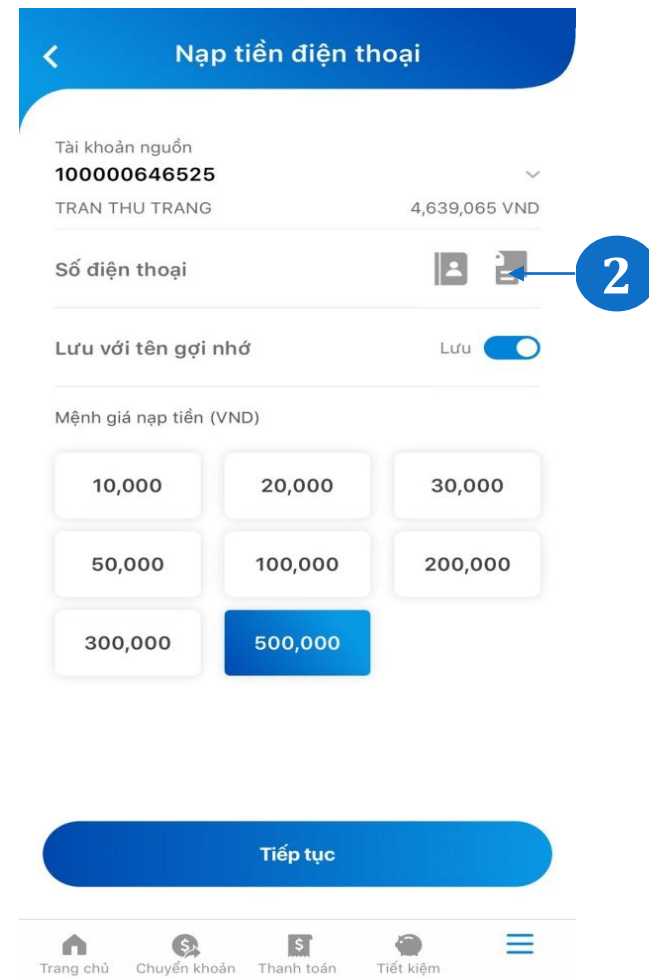 Nạp tiền điện thoại
Tài khoản nguồn
100000646525
TRAN THU TRANG 4,639,065 VND
Số điện thoại
2
Lưu với tên gợi nhớ Lưu
Mệnh giá nạp tiền (VND)
10,000 20,000 30,000
50,000 100,000 200,000
300,000 500,000
Tiếp tục
Trang chủ Chuyển khoản Thanh toán Tiết kiệm